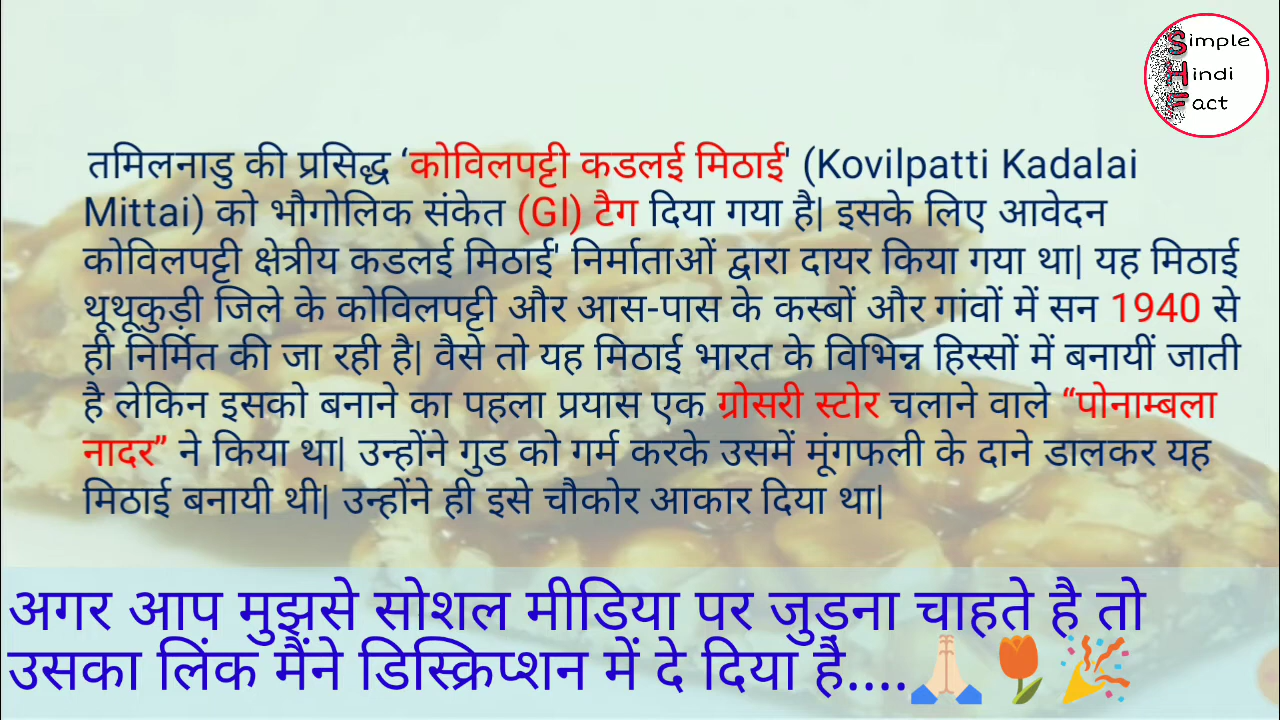 Simple
Hindi
Fact
तमिलनाडु की प्रसिद्ध ‘कोविलपट्टी कडलई मिठाई' (Kovilpatti Kadalai
Mittai) को भौगोलिक संकेत (GI) टैग दिया गया है| इसके लिए आवेदन
कोविलपट्टी क्षेत्रीय कडलई मिठाई' निर्माताओं द्वारा दायर किया गया था| यह मिठाई
थूथूकुड़ी जिले के कोविलपट्टी और आस-पास के कस्बों और गांवों में सन 1940 से
ही निर्मित की जा रही है| वैसे तो यह मिठाई भारत के विभिन्न हिस्सों में बनायीं जाती
है लेकिन इसको बनाने का पहला प्रयास एक ग्रोसरी स्टोर चलाने वाले “पोनाम्बला
नादर” ने किया था| उन्होंने गुड को गर्म करके उसमें मूंगफली के दाने डालकर यह
मिठाई बनायी थी| उन्होंने ही इसे चौकोर आकार दिया था|
अगर आप मुझसे सोशल मीडिया पर जुड़ना चाहते है तो
उसका लिंक मैंने डिस्क्रिप्शन में दे दिया है....🙏🏻🌷🎉